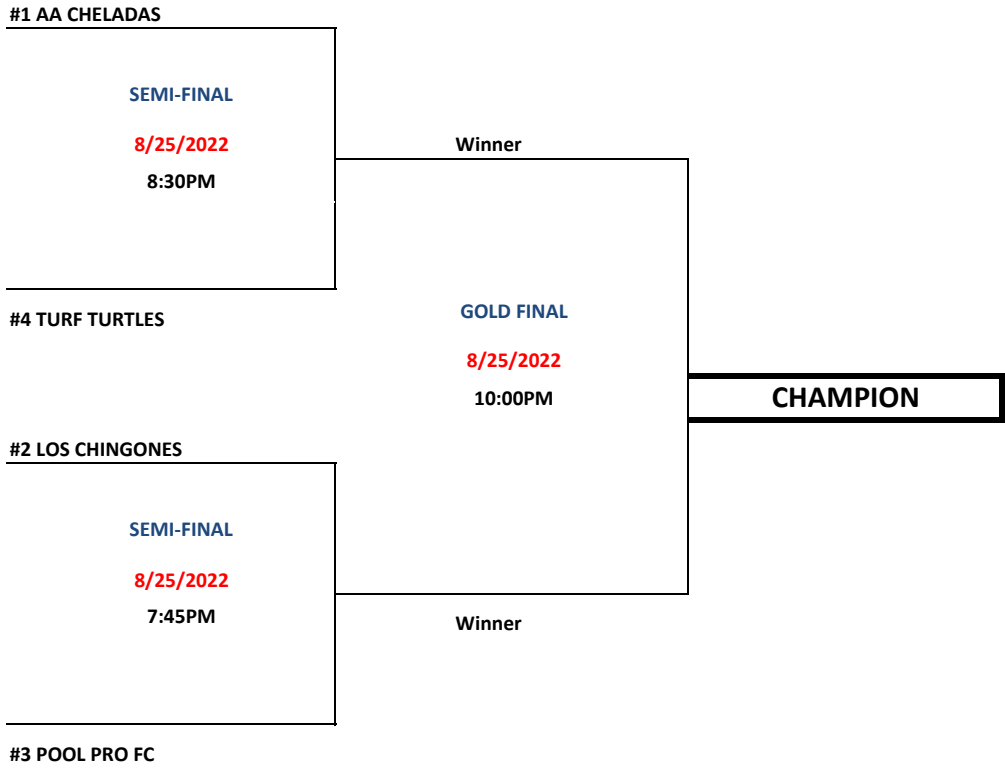 #1 AA CHELADAS
SEMI-FINAL
8/25/2022
8:30PM
Winner
#4 TURF TURTLES
GOLD FINAL
8/25/2022
10:00PM
CHAMPION
#2 LOS CHINGONES
SEMI-FINAL
8/25/2022
7:45PM
Winner
#3 POOL PRO FC